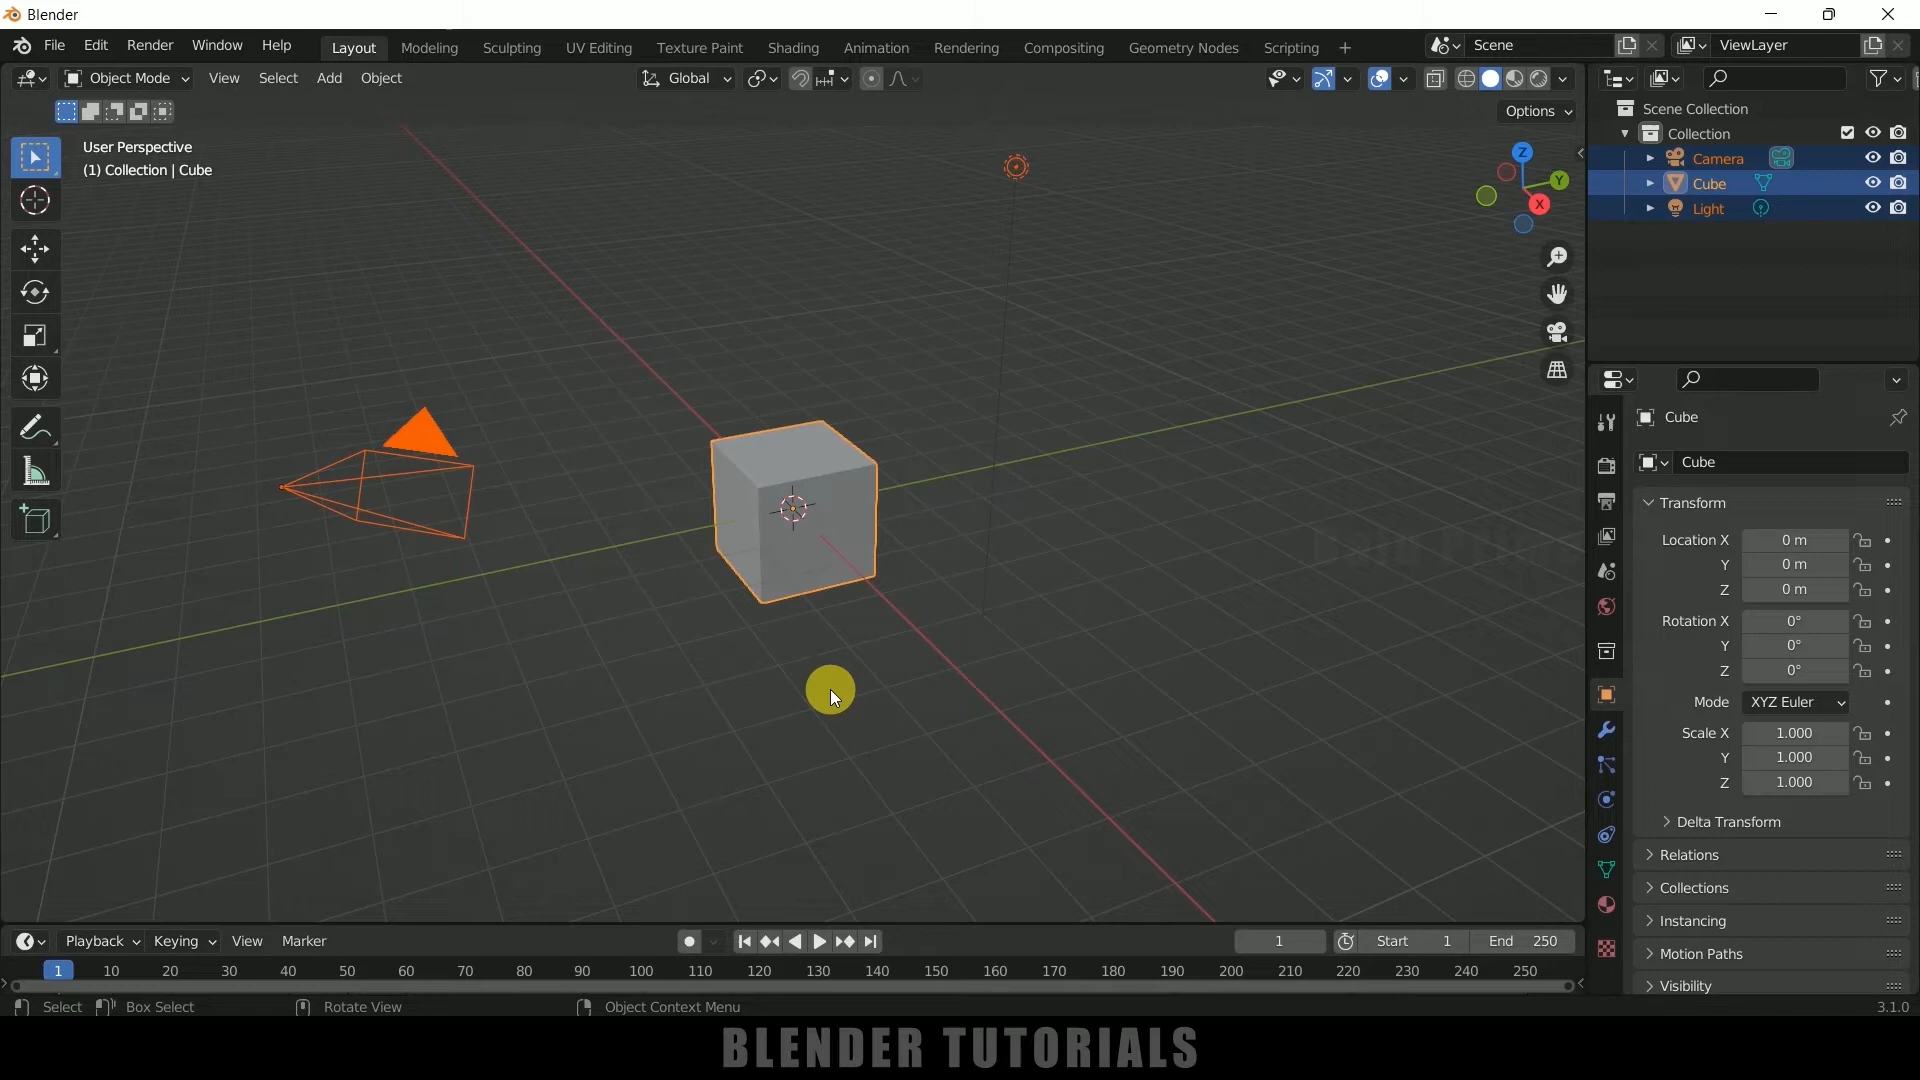 Blender
File Edit Render Window Help Layout Modeling Sculpting UV Editing Texture Paint Shading Animation Rendering Compositing Geometry Nodes Scripting + Scene ViewLayer
Object Mode View Select Add Object Global
Options
User Perspective
(1) Collection | Cube
Z
Y
X
Scene Collection
Collection
Camera
Cube
Light
Cube
Cube
Transform
Location X 0 m
Y 0 m
Z 0 m
Rotation X 0°
Y 0°
Z 0°
Mode XYZ Euler
Scale X 1.000
Y 1.000
Z 1.000
Delta Transform
Relations
Collections
Instancing
Motion Paths
Visibility
Playback Keying View Marker 1 Start 1 End 250
1 10 20 30 40 50 60 70 80 90 100 110 120 130 140 150 160 170 180 190 200 210 220 230 240 250
Select Box Select Rotate View Object Context Menu 3.1.0
BLENDER TUTORIALS